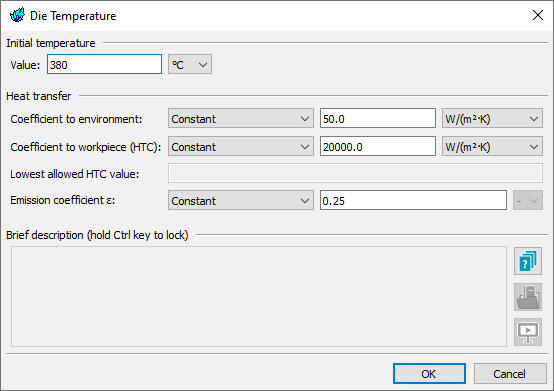 Die Temperature
Initial temperature
Value: 380 °C
Heat transfer
Coefficient to environment: Constant 50.0 W/(m²·K)
Coefficient to workpiece (HTC): Constant 20000.0 W/(m²·K)
Lowest allowed HTC value:
Emission coefficient ε: Constant 0.25 -
Brief description (hold Ctrl key to lock)
OK Cancel